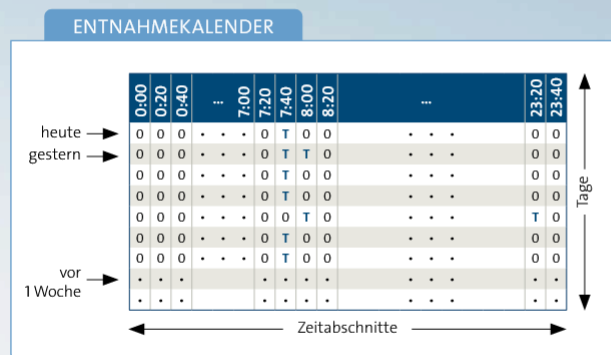 ENTNAHMEKALENDER
0:00 0:20 0:40 ... 7:00 7:20 7:40 8:00 8:20 ... 23:20 23:40
heute 0 0 0 • • • 0 T 0 0 • • • 0 0
gestern 0 0 0 • • • 0 T T 0 • • • 0 0
0 0 0 • • • 0 T 0 0 • • • 0 0
0 0 0 • • • 0 T 0 0 • • • 0 0
0 0 0 • • • 0 0 T 0 • • • T 0
0 0 0 • • • 0 T 0 0 • • • 0 0
0 0 0 • • • 0 T 0 0 • • • 0 0
vor
1 Woche
• • • • • • • • • • • •
• • • • • • • • • • • •
Tage
Zeitabschnitte